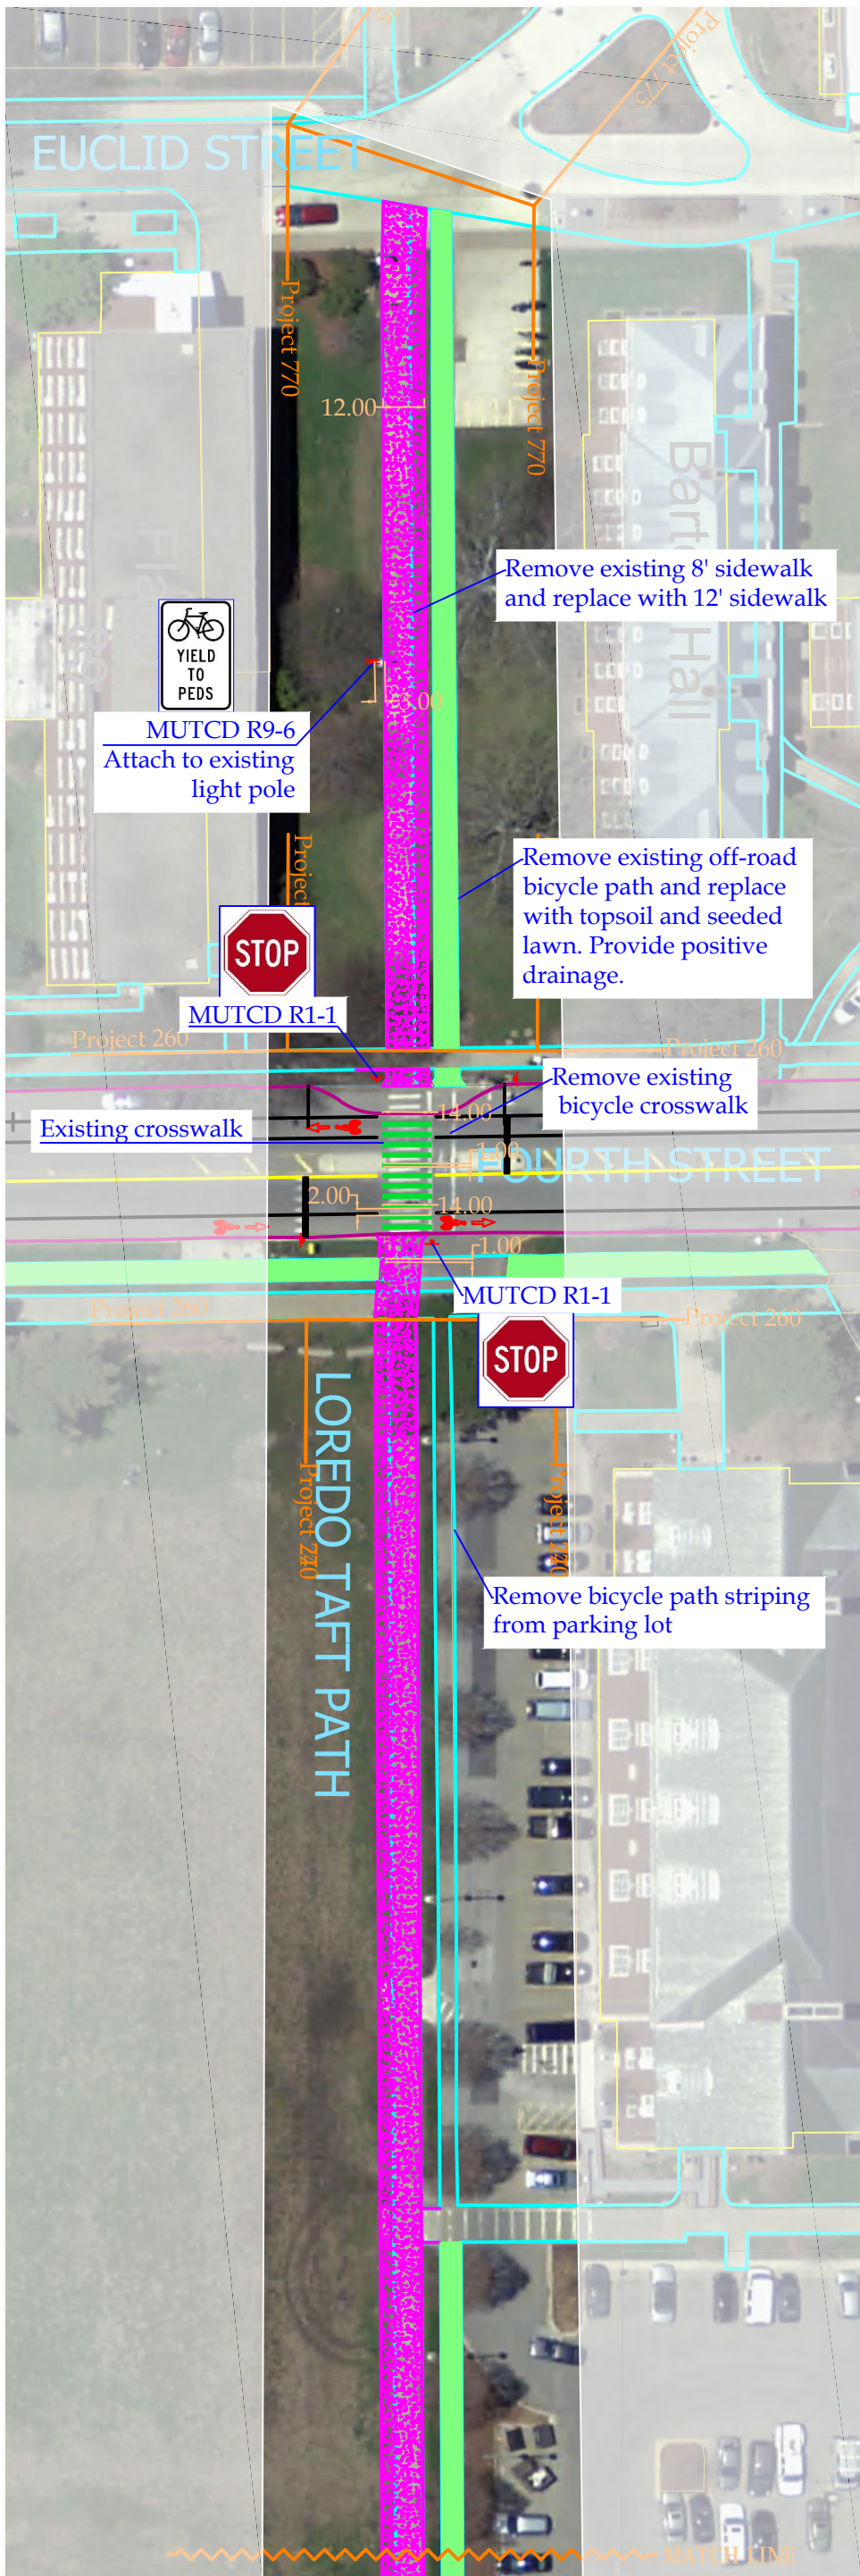 Project 775
EUCLID STREET
Project 770
Project 770
12.00
Bart
Hall
Remove existing 8' sidewalk
and replace with 12' sidewalk
YIELD
TO
PEDS
3.00
MUTCD R9-6
Attach to existing
light pole
Project
Remove existing off-road
bicycle path and replace
with topsoil and seeded
lawn. Provide positive
drainage.
STOP
MUTCD R1-1
Project 260
Project 260
Remove existing
bicycle crosswalk
14.00
Existing crosswalk
1.00
FOURTH STREET
2.00
14.00
1.00
MUTCD R1-1
Project 260
Project 260
STOP
LOREDO TAFT PATH
Project
Project
Remove bicycle path striping
from parking lot
MATCH LINE